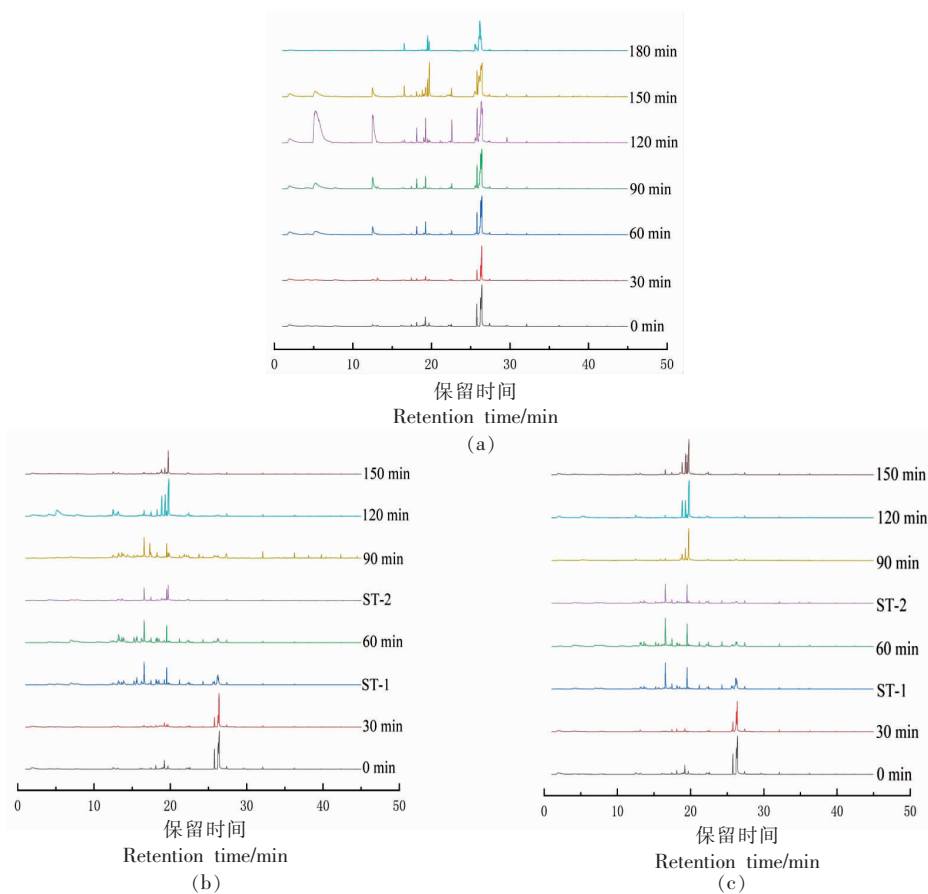 180 min
150 min
120 min
90 min
60 min
30 min
0 min
0 10 20 30 40 50
保留时间
Retention time/min
(a)
150 min
120 min
90 min
ST-2
60 min
ST-1
30 min
0 min
0 10 20 30 40 50
保留时间
Retention time/min
(b)
150 min
120 min
90 min
ST-2
60 min
ST-1
30 min
0 min
0 10 20 30 40 50
保留时间
Retention time/min
(c)